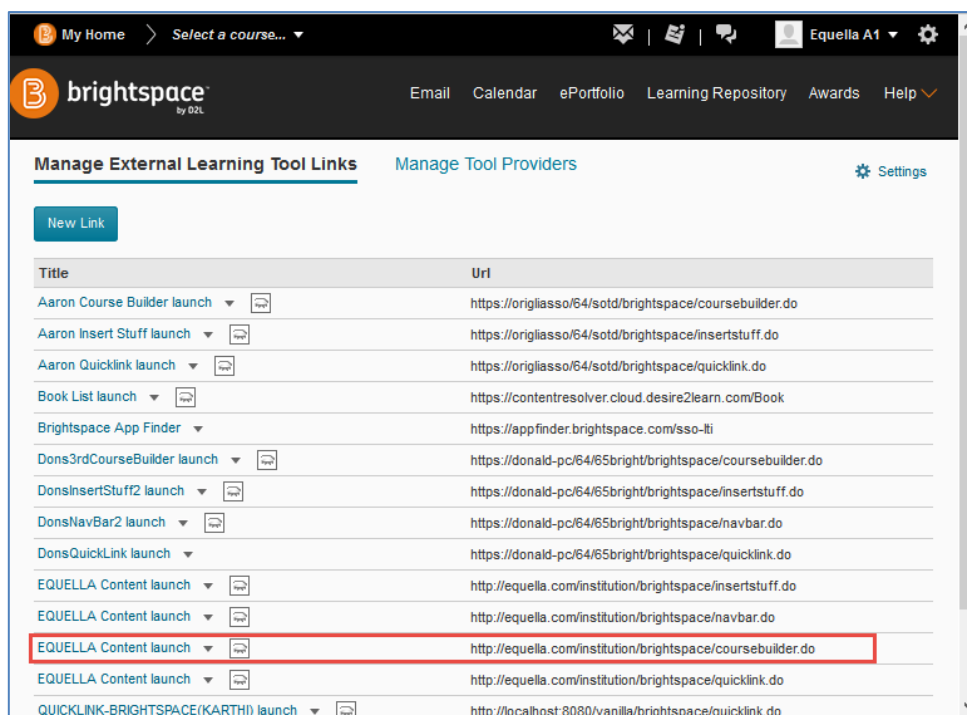 My Home Select a course... Equella A1
brightspace
by D2L
Email Calendar ePortfolio Learning Repository Awards Help
Manage External Learning Tool Links Manage Tool Providers Settings
New Link
Title Url
Aaron Course Builder launch https://origliasso/64/sotd/brightspace/coursebuilder.do
Aaron Insert Stuff launch https://origliasso/64/sotd/brightspace/insertstuff.do
Aaron Quicklink launch https://origliasso/64/sotd/brightspace/quicklink.do
Book List launch https://contentresolver.cloud.desire2learn.com/Book
Brightspace App Finder https://appfinder.brightspace.com/sso-lti
Dons3rdCourseBuilder launch https://donald-pc/64/65bright/brightspace/coursebuilder.do
DonsInsertStuff2 launch https://donald-pc/64/65bright/brightspace/insertstuff.do
DonsNavBar2 launch https://donald-pc/64/65bright/brightspace/navbar.do
DonsQuickLink launch https://donald-pc/64/65bright/brightspace/quicklink.do
EQUELLA Content launch http://equella.com/institution/brightspace/insertstuff.do
EQUELLA Content launch http://equella.com/institution/brightspace/navbar.do
EQUELLA Content launch http://equella.com/institution/brightspace/coursebuilder.do
EQUELLA Content launch http://equella.com/institution/brightspace/quicklink.do
QUICKLINK-BRIGHTSPACE(KARTHI) launch http://localhost:8080/vanilla/brightspace/quicklink.do